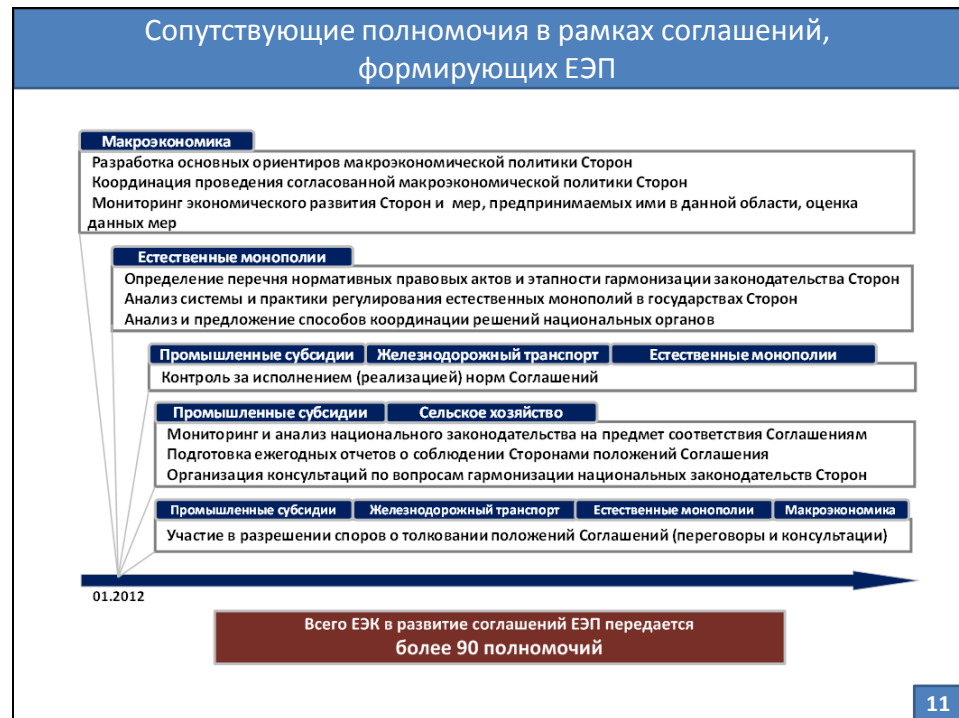 Сопутствующие полномочия в рамках соглашений,
формирующих ЕЭП
Макроэкономика
Разработка основных ориентиров макроэкономической политики Сторон
Координация проведения согласованной макроэкономической политики Сторон
Мониторинг экономического развития Сторон и мер, предпринимаемых ими в данной области, оценка
данных мер
Естественные монополии
Определение перечня нормативных правовых актов и этапности гармонизации законодательства Сторон
Анализ системы и практики регулирования естественных монополий в государствах Сторон
Анализ и предложение способов координации решений национальных органов
Промышленные субсидии Железнодорожный транспорт Естественные монополии
Контроль за исполнением (реализацией) норм Соглашений
Промышленные субсидии Сельское хозяйство
Мониторинг и анализ национального законодательства на предмет соответствия Соглашениям
Подготовка ежегодных отчетов о соблюдении Сторонами положений Соглашения
Организация консультаций по вопросам гармонизации национальных законодательств Сторон
Промышленные субсидии Железнодорожный транспорт Естественные монополии Макроэкономика
Участие в разрешении споров о толковании положений Соглашений (переговоры и консультации)
01.2012
Всего ЕЭК в развитие соглашений ЕЭП передается
более 90 полномочий
11